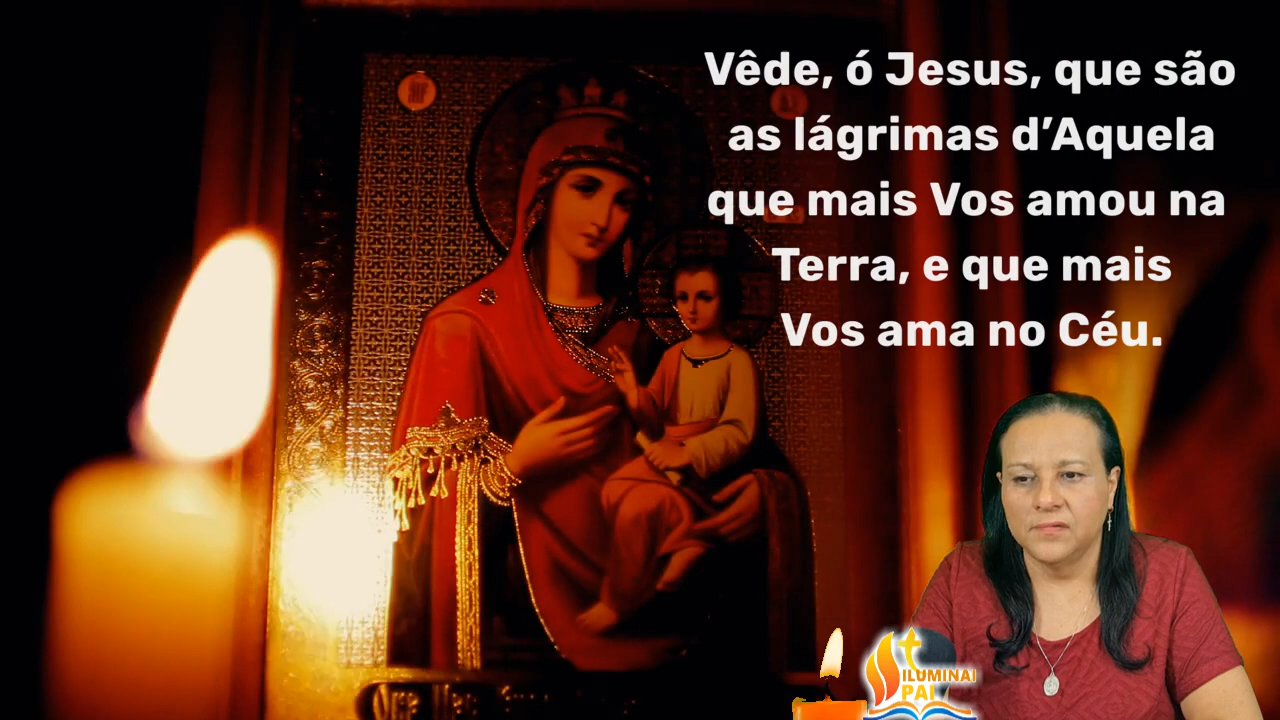 Vêde, ó Jesus, que são
as lágrimas d’Aquela
que mais Vos amou na
Terra, e que mais
Vos ama no Céu.
ILUMINAI
PAI